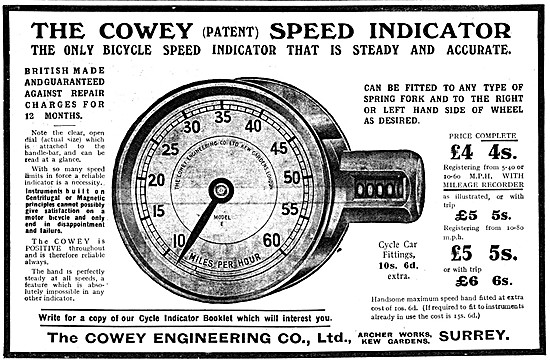 THE COWEY (PATENT) SPEED INDICATOR
THE ONLY BICYCLE SPEED INDICATOR THAT IS STEADY AND ACCURATE.
BRITISH MADE
AND GUARANTEED
AGAINST REPAIR
CHARGES FOR
12 MONTHS.
Note the clear, open
dial (actual size) which
is attached to the
handle-bar, and can be
read at a glance.
With so many speed
limits in force a reliable
indicator is a necessity.
Instruments built on
Centrifugal or Magnetic
principles cannot possibly
give satisfaction on a
motor bicycle and only
end in disappointment
and failure.
The COWEY is
POSITIVE throughout
and is therefore reliable
always.
The hand is perfectly
steady at all speeds, a
feature which is abso-
lutely impossible in any
other indicator.
10
15
20
25
30
35
40
45
50
55
60
THE COWEY ENGINEERING CO. LTD. KEW GARDENS, LONDON
MODEL
E
MILES PER HOUR
CAN BE FITTED TO ANY TYPE OF
SPRING FORK AND TO THE RIGHT
OR LEFT HAND SIDE OF WHEEL
AS DESIRED.
Cycle Car
Fittings,
10s. 6d.
extra.
PRICE COMPLETE
£4 4s.
Registering from 5-40 or
10-60 M.P.H. WITH
MILEAGE RECORDER
as illustrated, or with
trip
£5 5s.
Registering from 10-80
m.p.h.
£5 5s.
or with trip
£6 6s.
Handsome maximum speed hand fitted at extra
cost of 10s. 6d. (If required to fit to instruments
already in use the cost is 15s. 6d.)
Write for a copy of our Cycle Indicator Booklet which will interest you.
The COWEY ENGINEERING CO., Ltd., ARCHER WORKS, KEW GARDENS, SURREY.